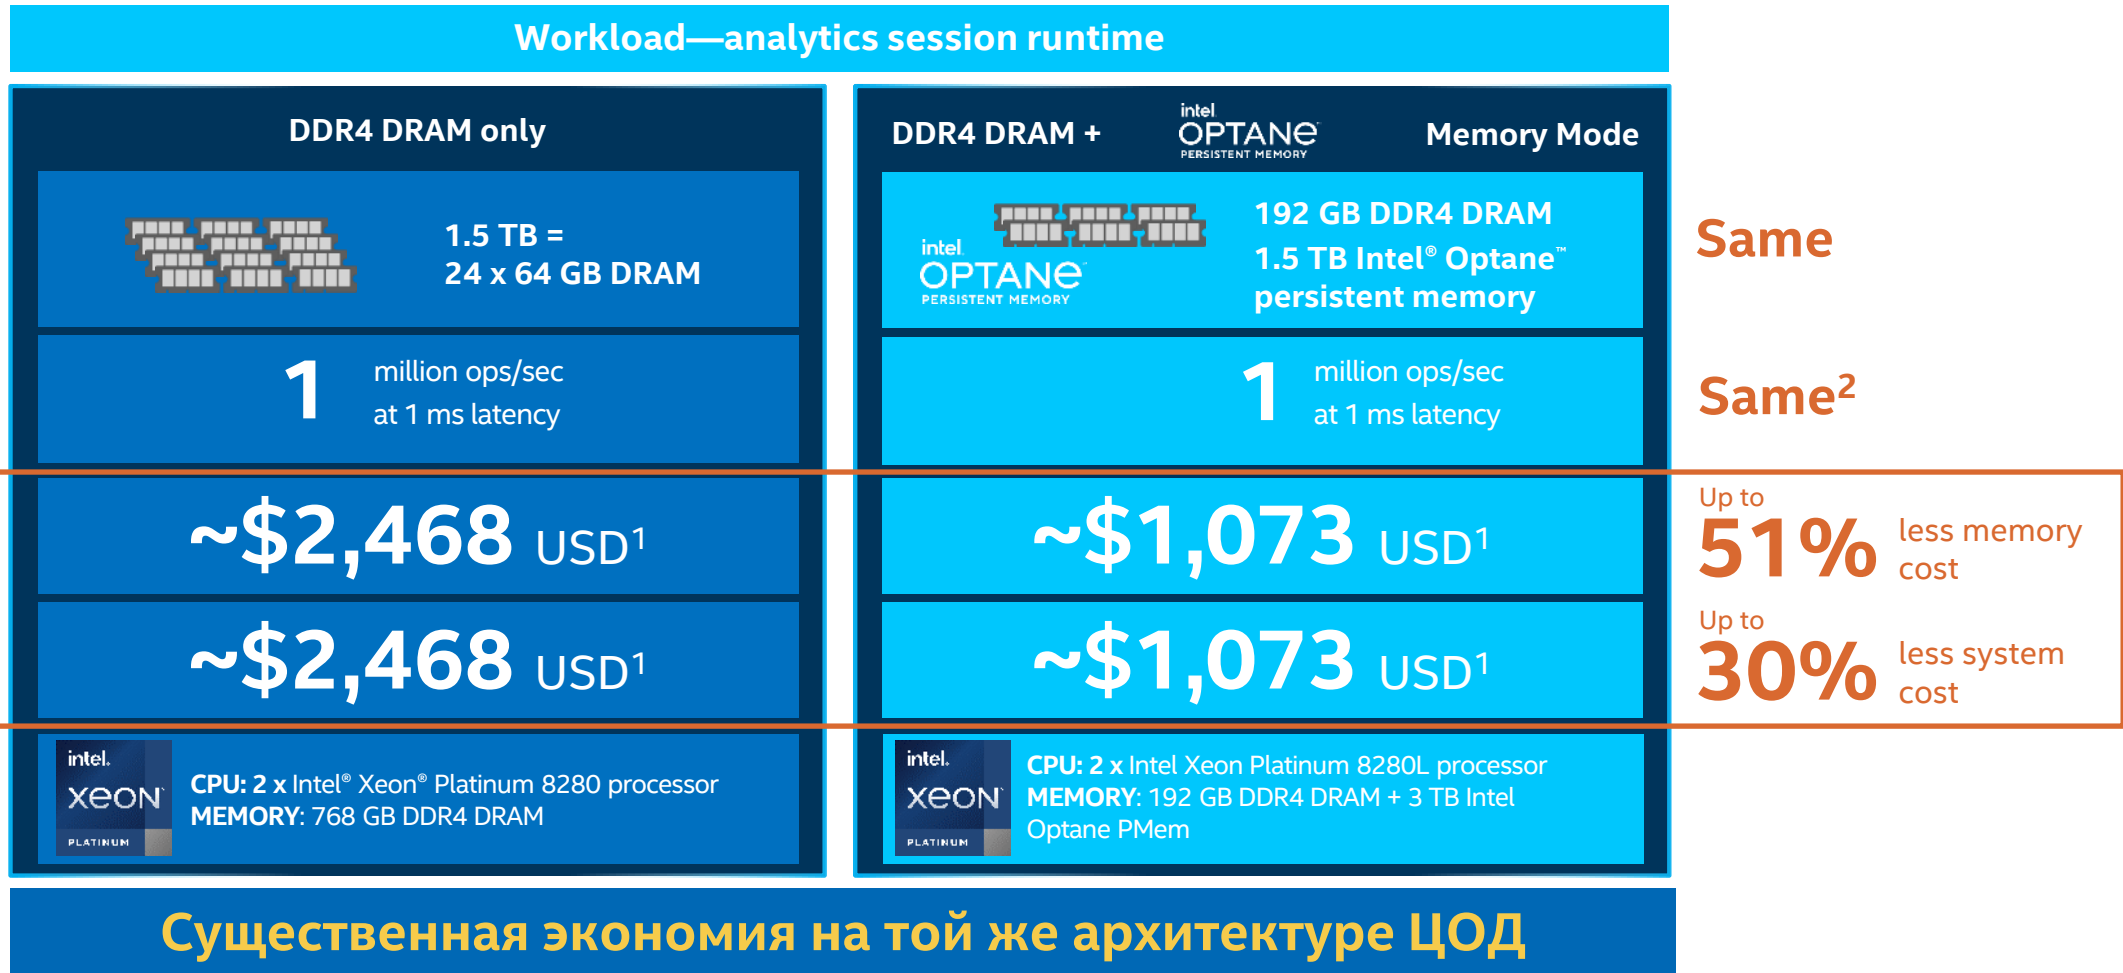 Workload—analytics session runtime
DDR4 DRAM only
1.5 TB =
24 x 64 GB DRAM
1 million ops/sec
at 1 ms latency
~$2,468 USD¹
~$2,468 USD¹
intel.
XEON
PLATINUM
CPU: 2 x Intel® Xeon® Platinum 8280 processor
MEMORY: 768 GB DDR4 DRAM
DDR4 DRAM +
intel
OPTANE™
PERSISTENT MEMORY
Memory Mode
intel
OPTANE™
PERSISTENT MEMORY
192 GB DDR4 DRAM
1.5 TB Intel® Optane™
persistent memory
1 million ops/sec
at 1 ms latency
~$1,073 USD¹
~$1,073 USD¹
intel.
XEON
PLATINUM
CPU: 2 x Intel Xeon Platinum 8280L processor
MEMORY: 192 GB DDR4 DRAM + 3 TB Intel
Optane PMem
Same
Same²
Up to
51% less memory
cost
Up to
30% less system
cost
Существенная экономия на той же архитектуре ЦОД